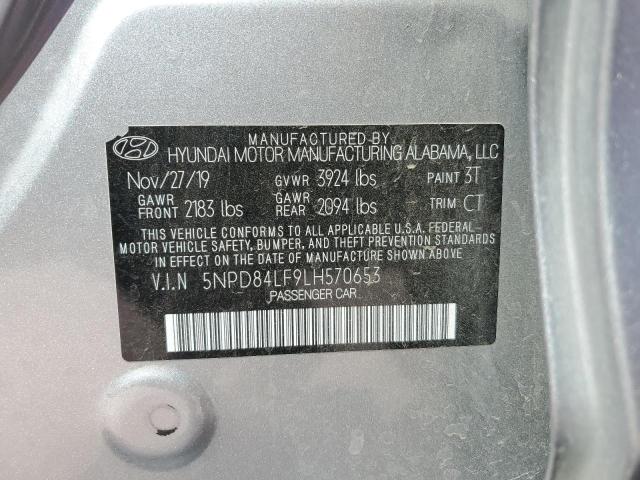 MANUFACTURED BY
HYUNDAI MOTOR MANUFACTURING ALABAMA, LLC
Nov/27/19 GVWR 3924 lbs PAINT 3T
GAWR FRONT 2183 lbs GAWR REAR 2094 lbs TRIM CT
THIS VEHICLE CONFORMS TO ALL APPLICABLE U.S.A. FEDERAL
MOTOR VEHICLE SAFETY, BUMPER, AND THEFT PREVENTION STANDARDS
IN EFFECT ON THE DATE OF MANUFACTURE SHOWN ABOVE
V.I.N 5NPD84LF9LH570653
PASSENGER CAR